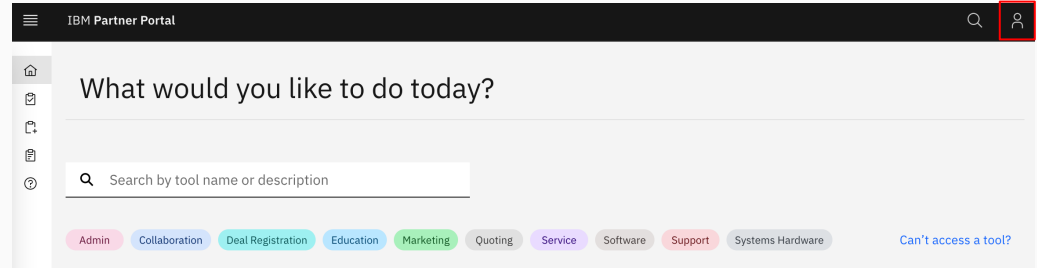 IBM Partner Portal
What would you like to do today?
Search by tool name or description
Admin Collaboration Deal Registration Education Marketing Quoting Service Software Support Systems Hardware Can't access a tool?